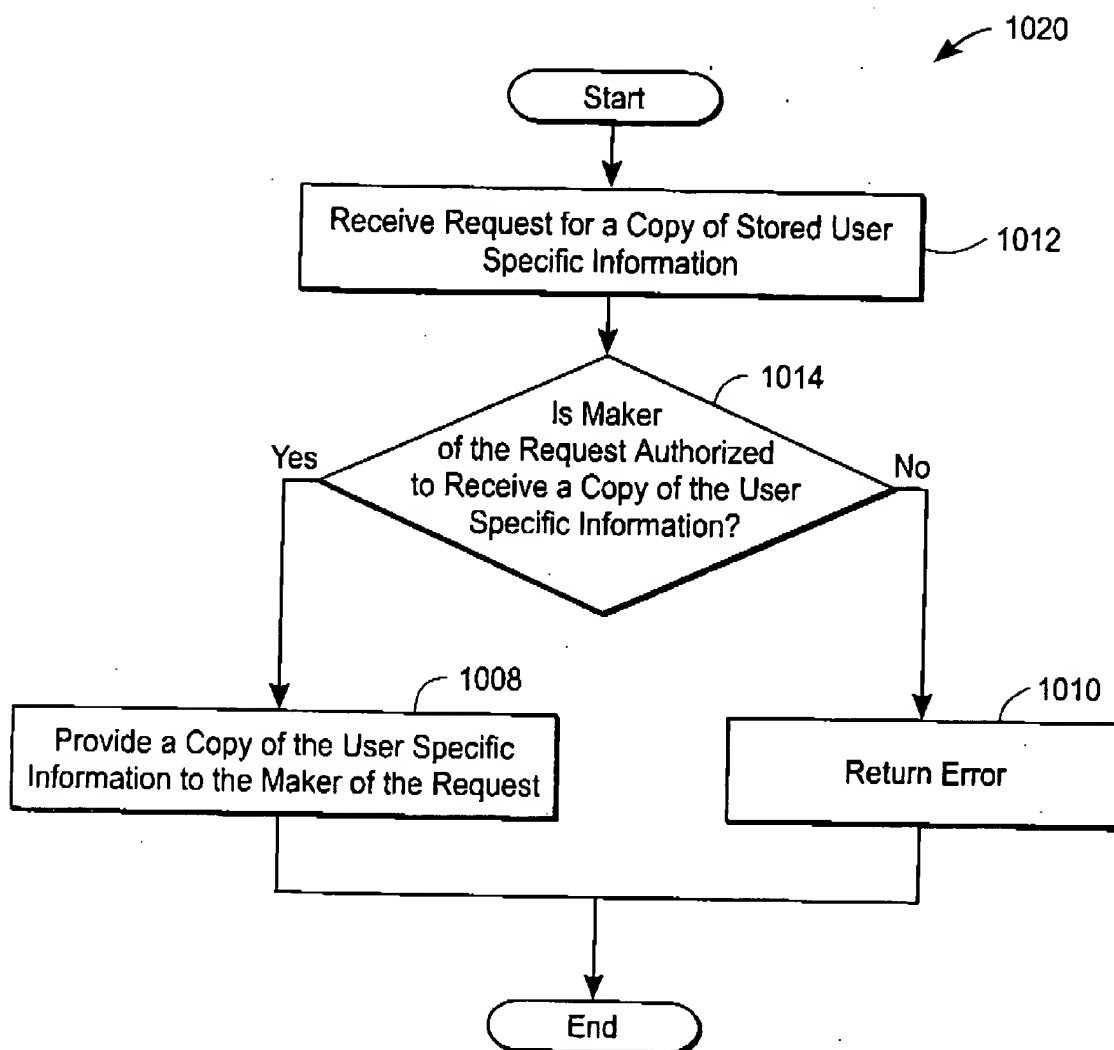 1020
Start
Receive Request for a Copy of Stored User
Specific Information
1012
1014
Is Maker
of the Request Authorized
to Receive a Copy of the User
Specific Information?
Yes
No
1008
Provide a Copy of the User Specific
Information to the Maker of the Request
1010
Return Error
End